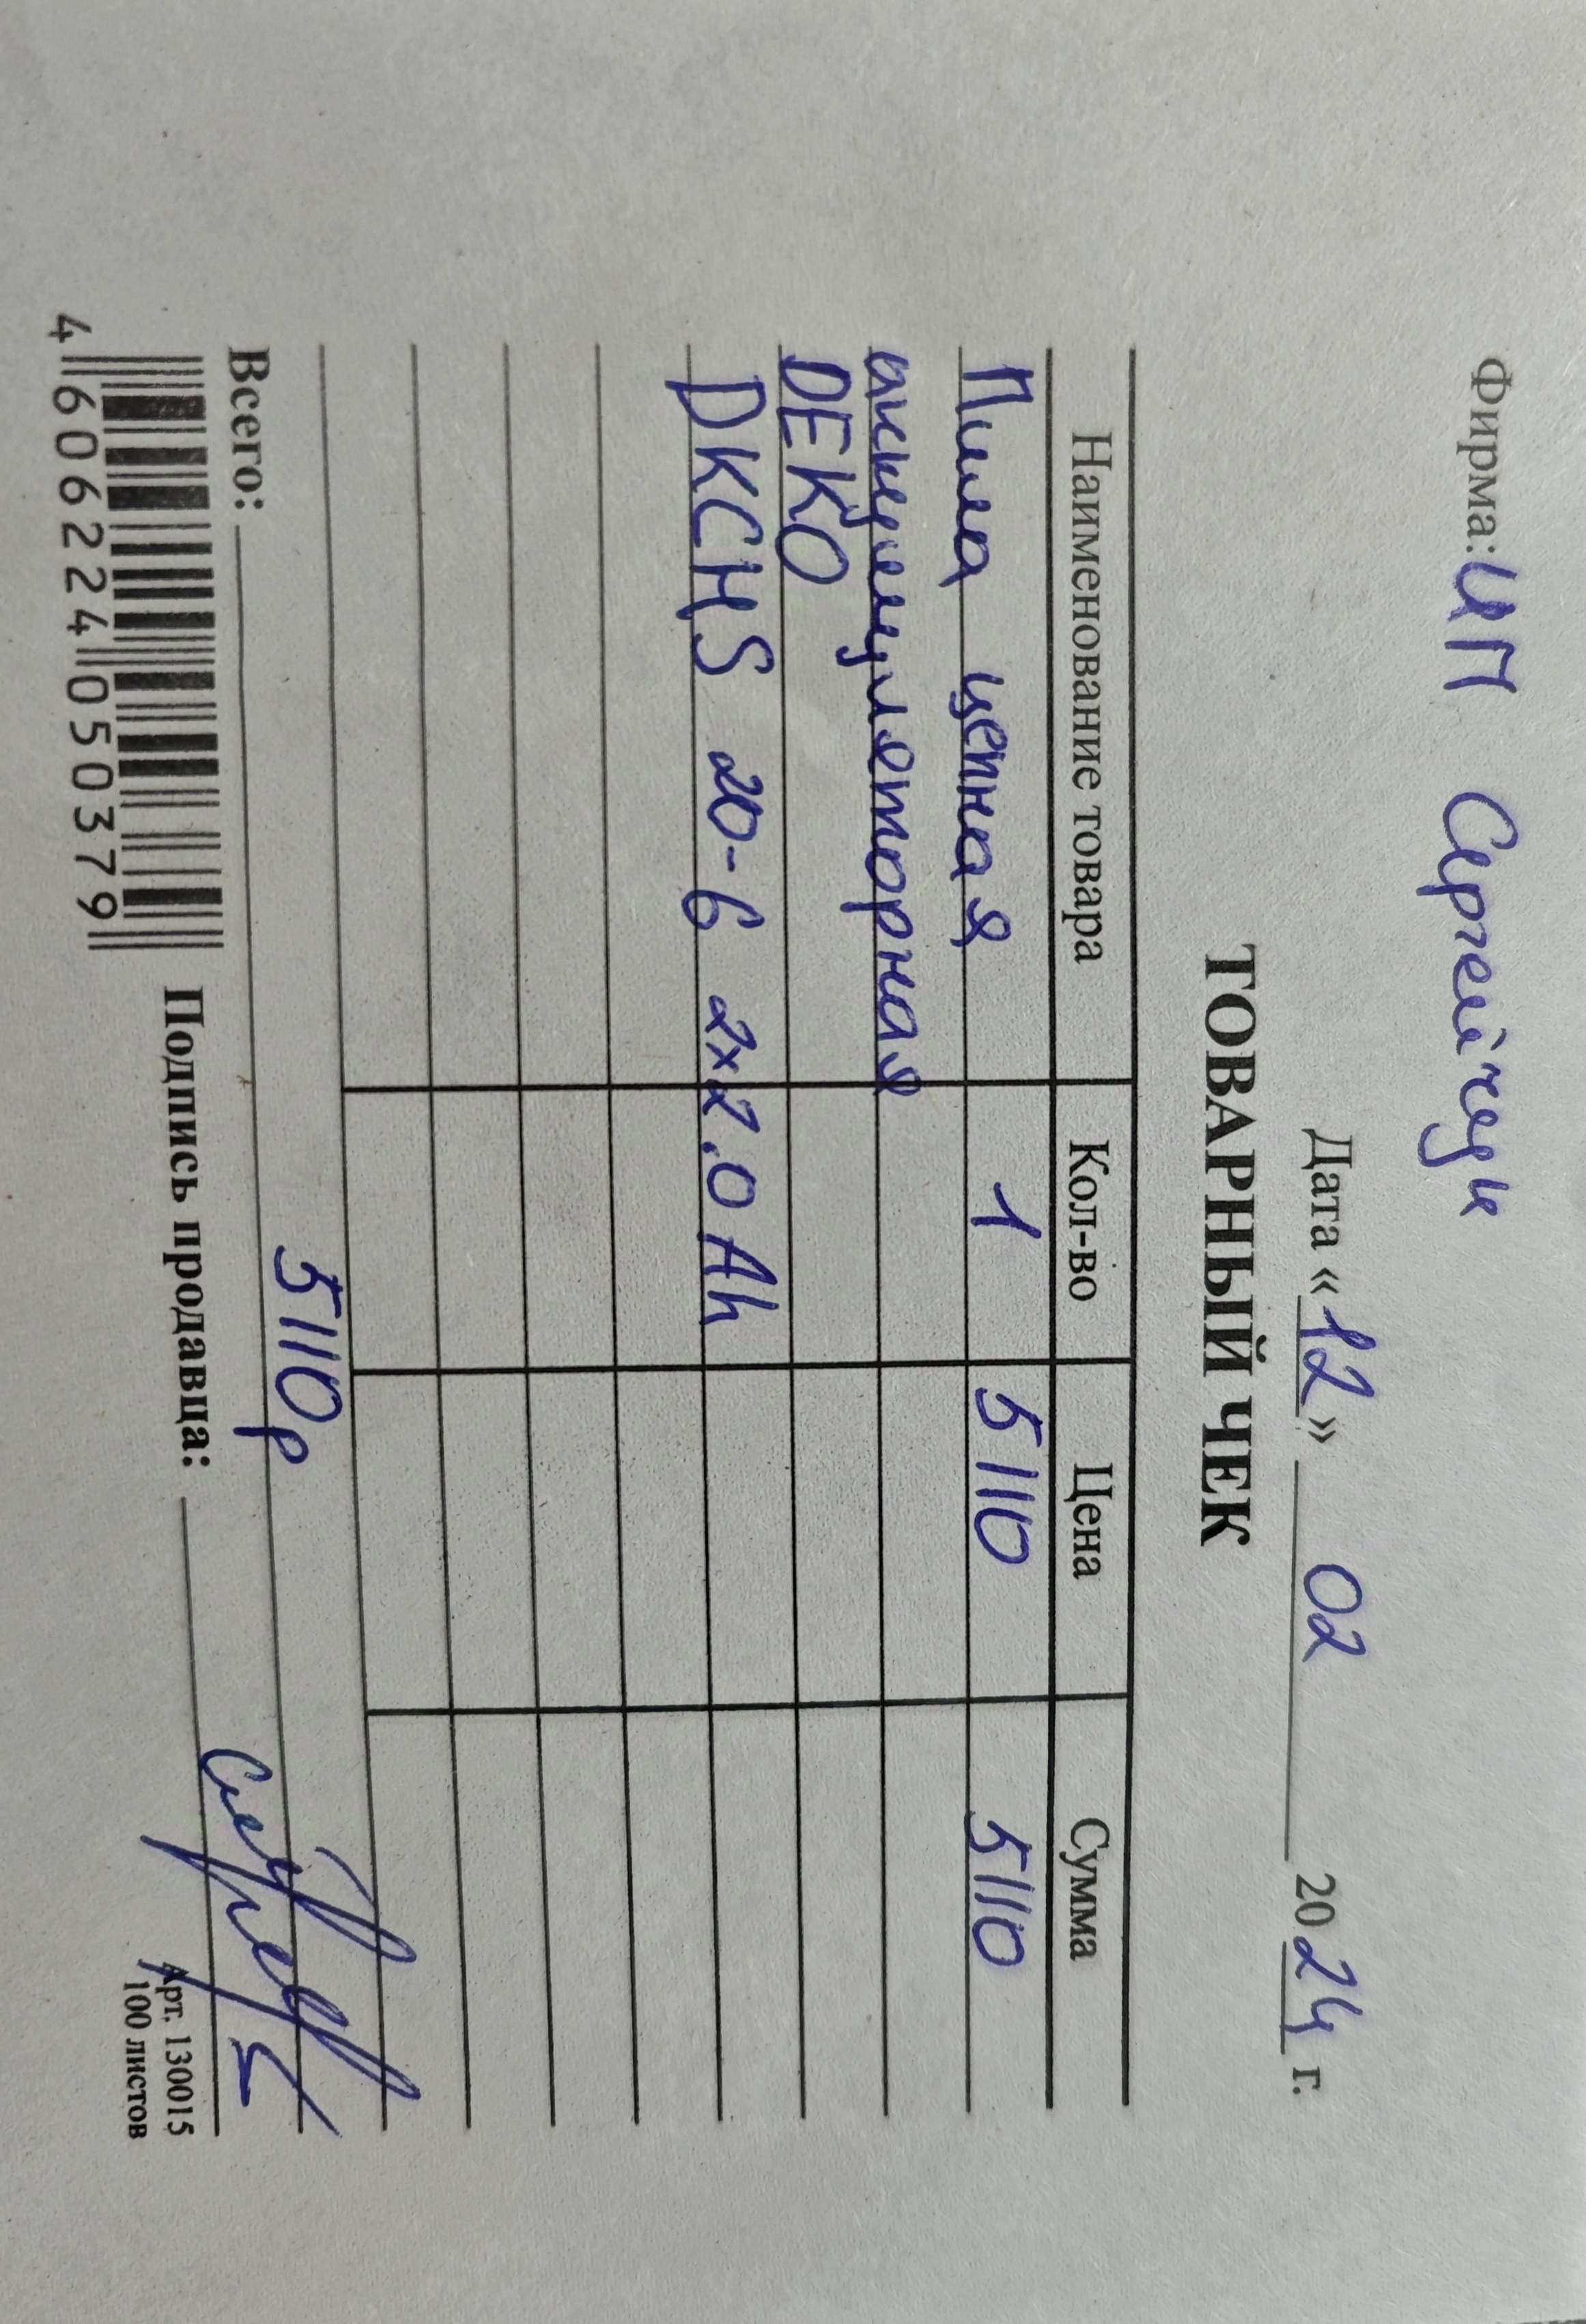 Фирма: ИП Сергейчук
Дата «12» 02 2024 г.
ТОВАРНЫЙ ЧЕК
Наименование товара Кол-во Цена Сумма
Пила цепная 1 5110 5110
аккумуляторная
DEKO
DKCHS 20-6 2x2.0 Ah
Всего: 5110р
4 606224 050379 Подпись продавца:
Арт. 130015
100 листов